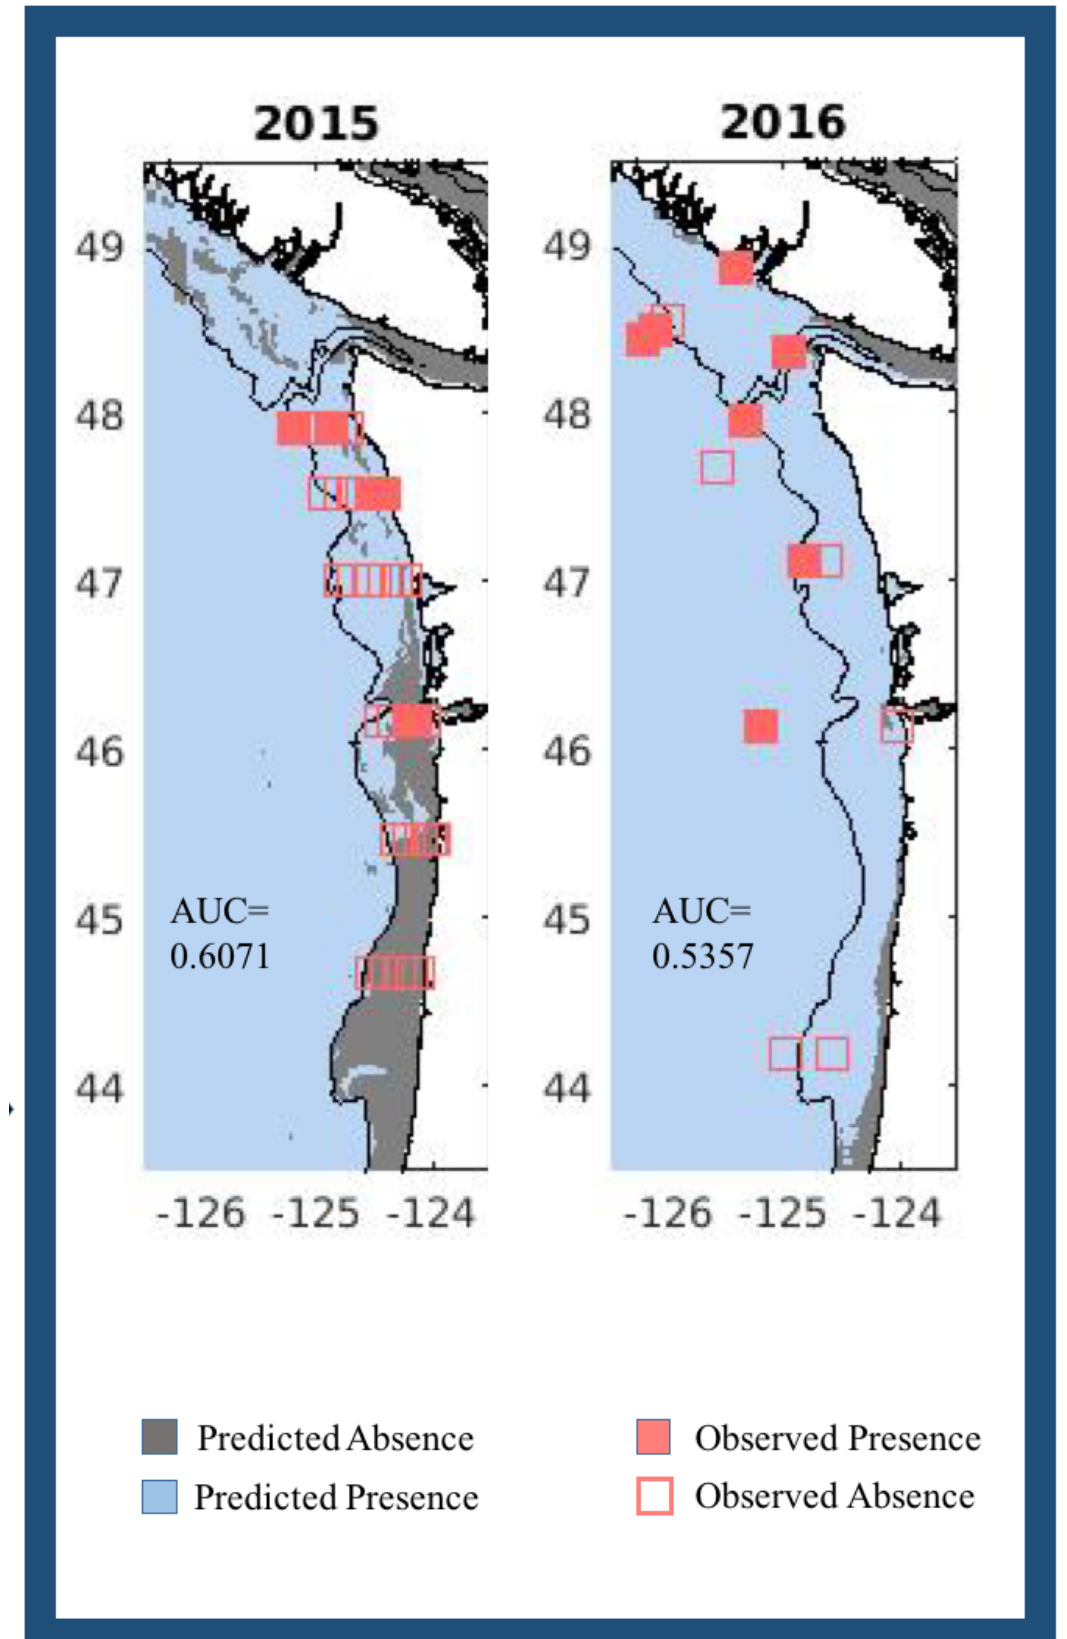 2015 2016
49 49
48 48
47 47
46 46
AUC= AUC=
45 45
0.6071 0.5357
44 44
-126 -125 -124 -126 -125 -124
Predicted Absence Observed Presence
Predicted Presence Observed Absence